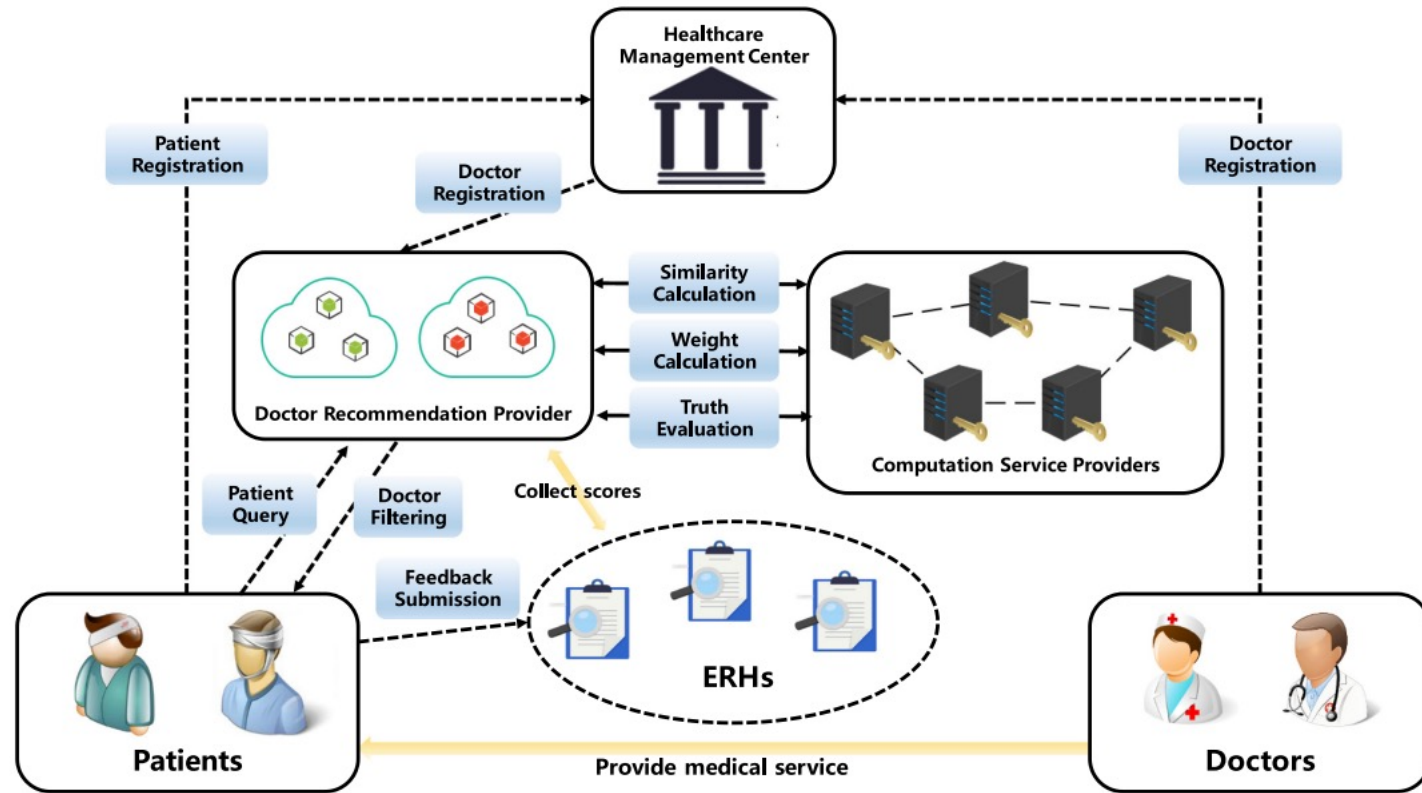 Healthcare
Management Center
Patient
Registration
Doctor
Registration
Doctor
Registration
Similarity
Calculation
Weight
Calculation
Truth
Evaluation
Doctor Recommendation Provider
Computation Service Providers
Patient
Query
Doctor
Filtering
Collect scores
Feedback
Submission
ERHs
Patients
Provide medical service
Doctors